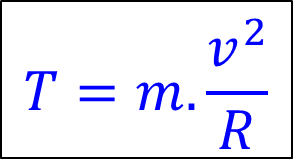 T = m. v²/R